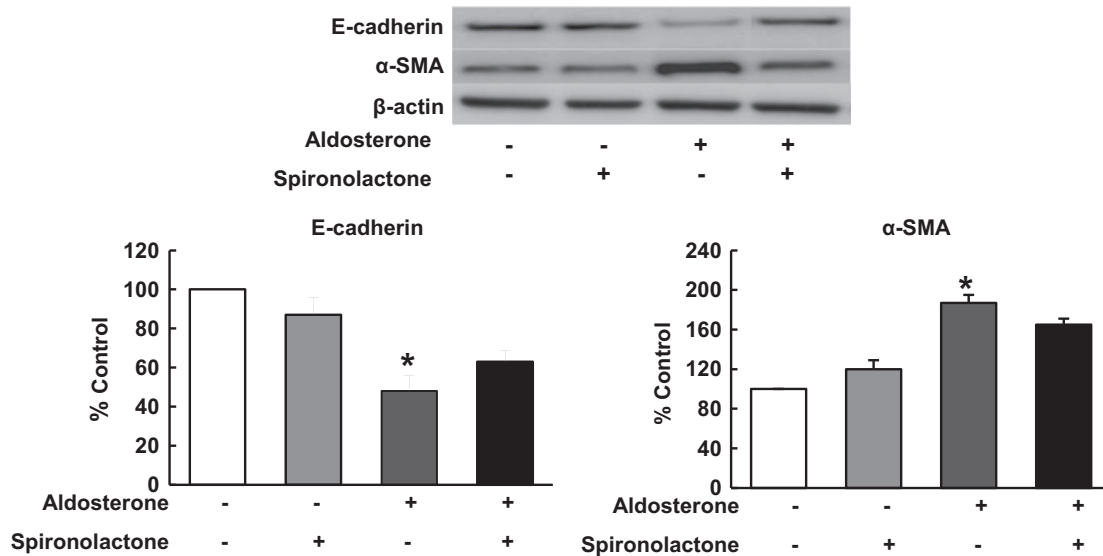 E-cadherin
α-SMA
β-actin
Aldosterone - - + +
Spironolactone - + - +
E-cadherin
120
100
80
60
40
20
0
% Control
*
Aldosterone - - + +
Spironolactone - + - +
α-SMA
240
200
160
120
80
40
0
% Control
*
Aldosterone - - + +
Spironolactone - + - +